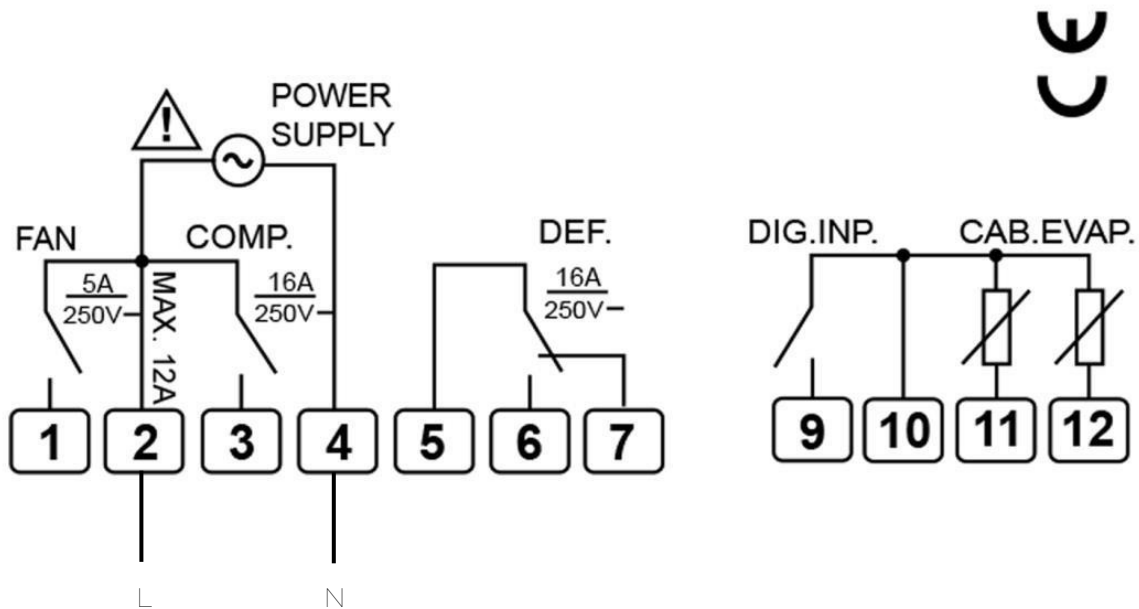 CE
POWER
SUPPLY
!
FAN
COMP.
DEF.
DIG.INP.
CAB.EVAP.
5A
250V
MAX. 12A
16A
250V
16A
250V
1
2
3
4
5
6
7
9
10
11
12
L
N